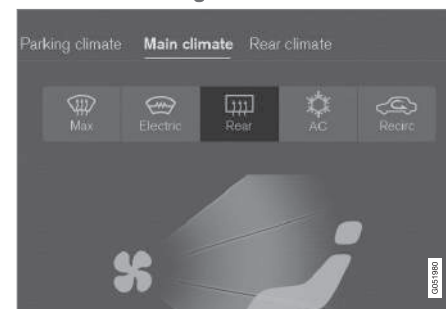 Parking climate Main climate Rear climate
Max Electric Rear AC Recirc
G051980